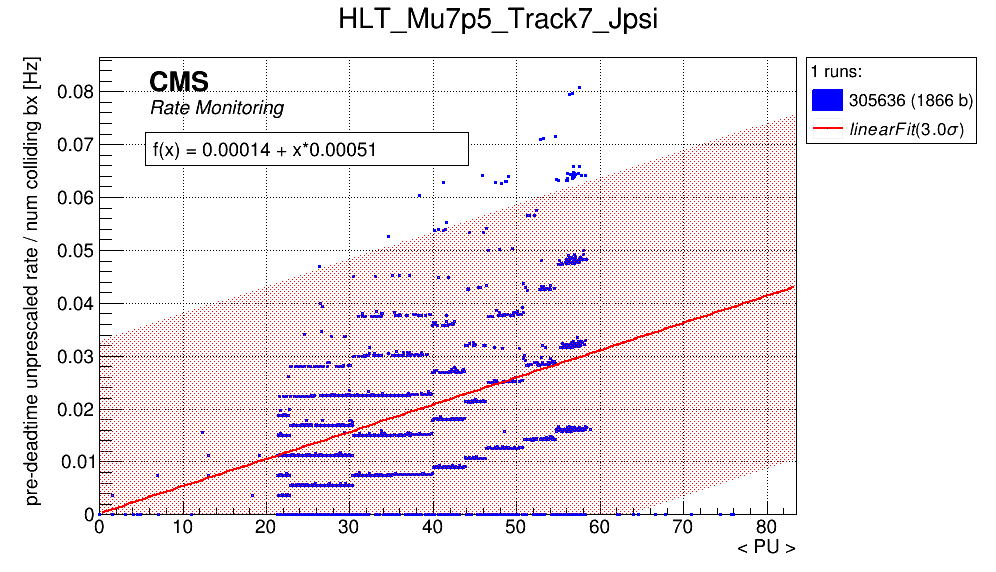 HLT_Mu7p5_Track7_Jpsi
CMS
Rate Monitoring
f(x) = 0.00014 + x*0.00051
1 runs:
305636 (1866 b)
linearFit(3.0σ)
pre-deadtime unprescaled rate / num colliding bx [Hz]
0.08
0.07
0.06
0.05
0.04
0.03
0.02
0.01
0
0 10 20 30 40 50 60 70 80
< PU >